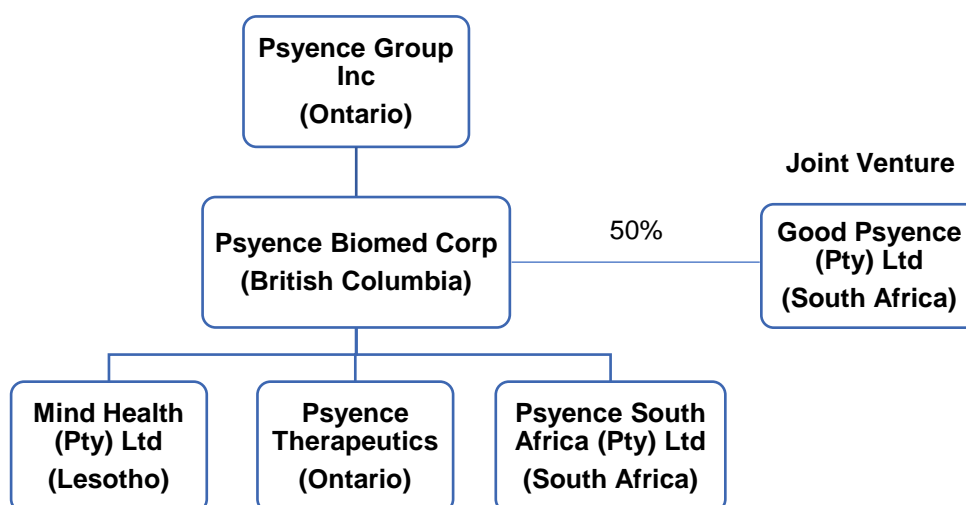 Psyence Group
Inc
(Ontario)
Joint Venture
Psyence Biomed Corp
(British Columbia)
50%
Good Psyence
(Pty) Ltd
(South Africa)
Mind Health
(Pty) Ltd
(Lesotho)
Psyence
Therapeutics
(Ontario)
Psyence South
Africa (Pty) Ltd
(South Africa)